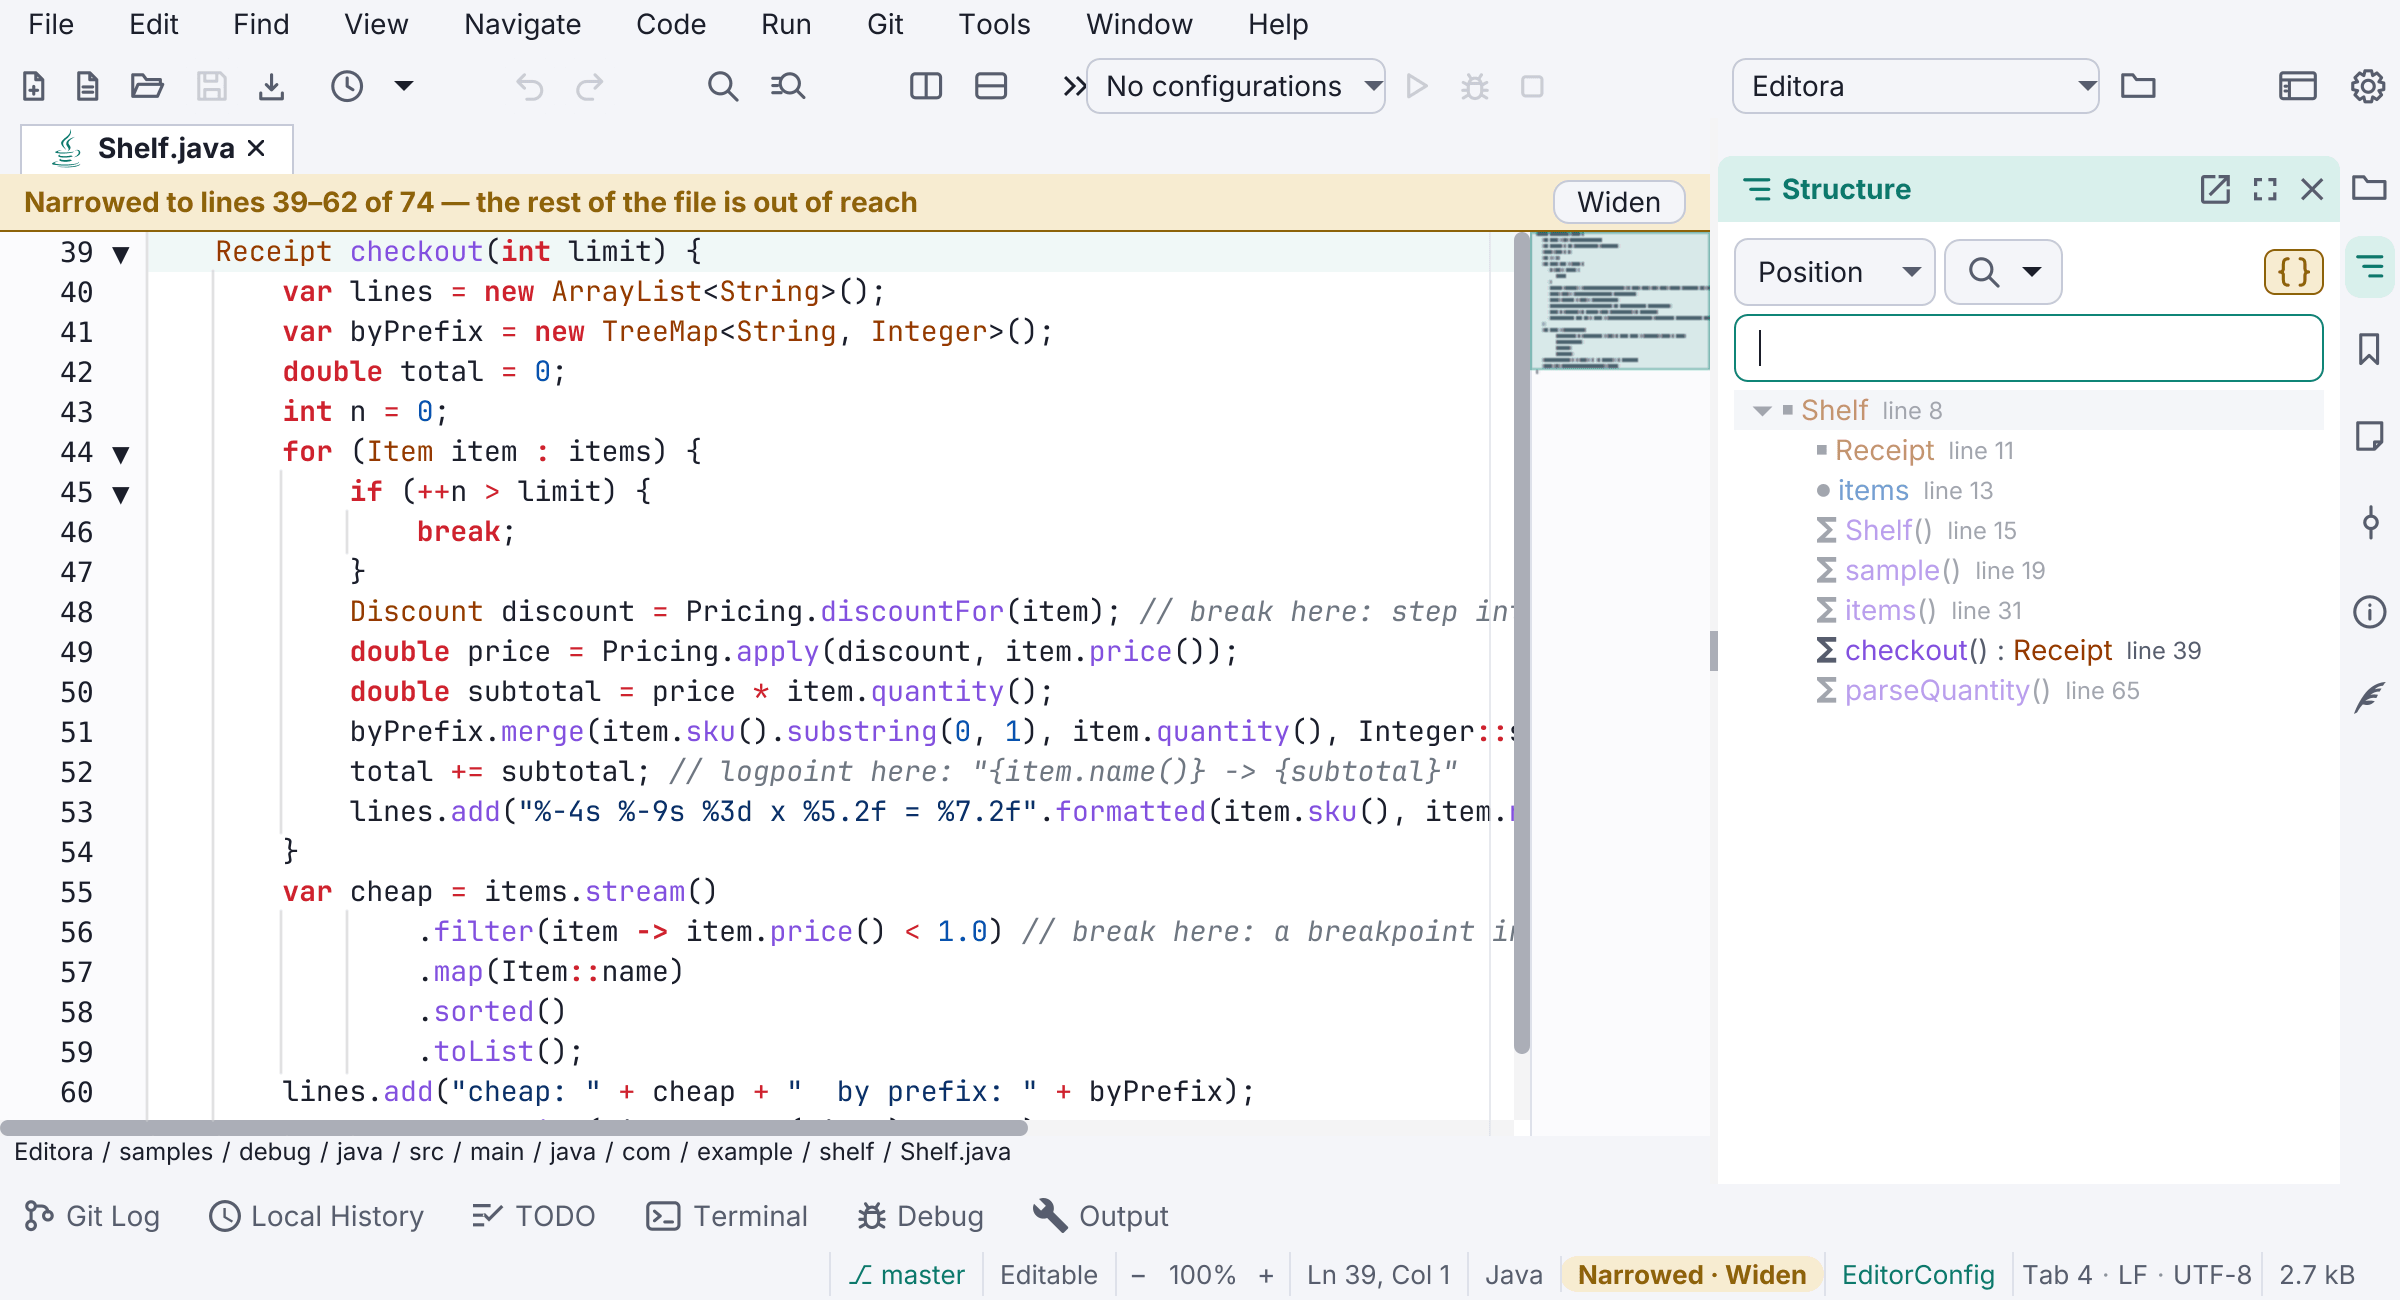 File Edit Find View Navigate Code Run Git Tools Window Help
No configurations Editora
Shelf.java
Narrowed to lines 39–62 of 74 — the rest of the file is out of reach Widen
39 Receipt checkout(int limit) {
40 var lines = new ArrayList<String>();
41 var byPrefix = new TreeMap<String, Integer>();
42 double total = 0;
43 int n = 0;
44 for (Item item : items) {
45 if (++n > limit) {
46 break;
47 }
48 Discount discount = Pricing.discountFor(item); // break here: step
49 double price = Pricing.apply(discount, item.price());
50 double subtotal = price * item.quantity();
51 byPrefix.merge(item.sku().substring(0, 1), item.quantity(), Integer::
52 total += subtotal; // logpoint here: "{item.name()} -> {subtotal}"
53 lines.add("%-4s %-9s %3d x %5.2f = %7.2f".formatted(item.sku(), item.
54 }
55 var cheap = items.stream()
56 .filter(item -> item.price() < 1.0) // break here: a breakpoint
57 .map(Item::name)
58 .sorted()
59 .toList();
60 lines.add("cheap: " + cheap + "  by prefix: " + byPrefix);
Editora / samples / debug / java / src / main / java / com / example / shelf / Shelf.java
Structure
Position
{}
Shelf line 8
Receipt line 11
items line 13
Shelf() line 15
sample() line 19
items() line 31
checkout() : Receipt line 39
parseQuantity() line 65
Git Log Local History TODO Terminal Debug Output
master Editable − 100% + Ln 39, Col 1 Java Narrowed · Widen EditorConfig Tab 4 · LF · UTF-8 2.7 kB